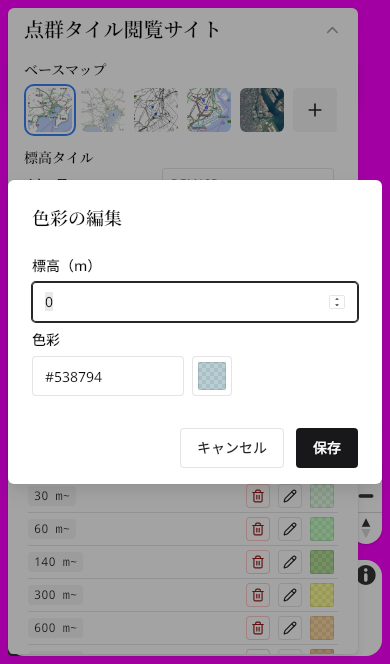 点群タイル閲覧サイト
ベースマップ
標高タイル
色彩の編集
標高（m）
0
色彩
#538794
キャンセル
保存
30 m~
60 m~
140 m~
300 m~
600 m~